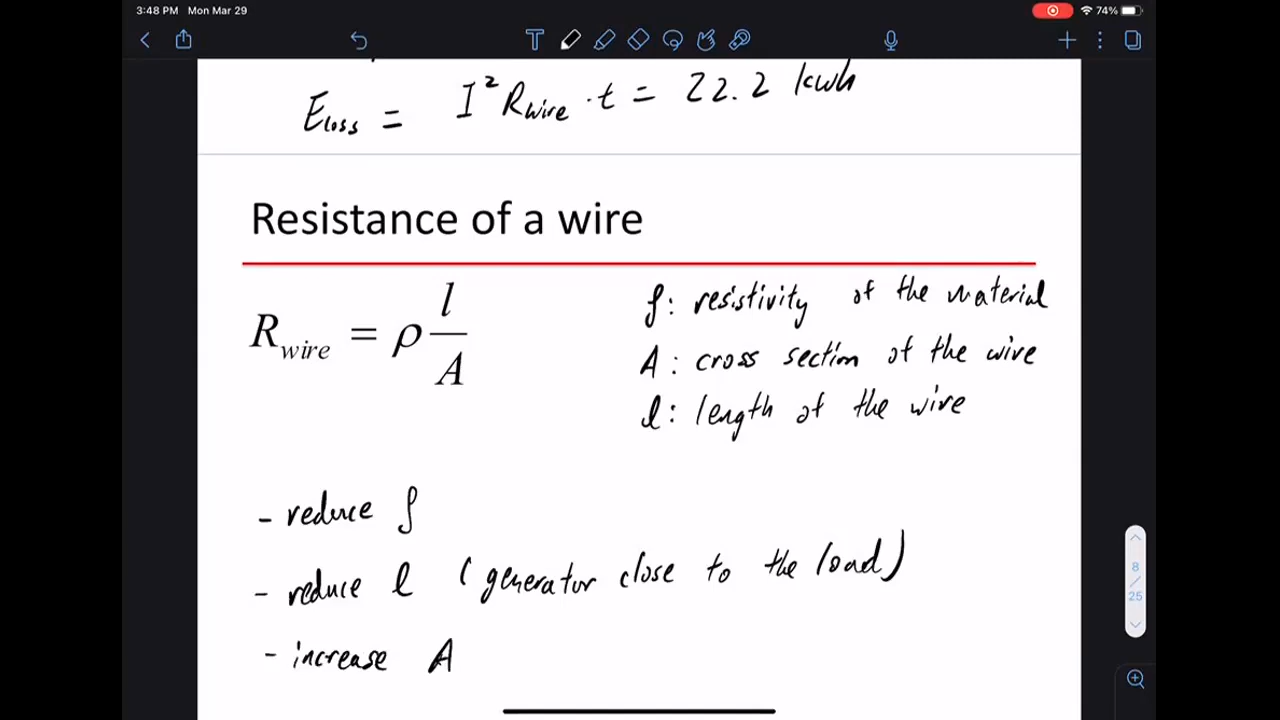 3:48 PM Mon Mar 29
74%
E_loss = I² R_wire · t = 22.2 kWh
Resistance of a wire
R_wire = ρ l / A
ρ: resistivity of the material
A: cross section of the wire
l: length of the wire
- reduce ρ
- reduce l (generator close to the load)
- increase A
8 / 25